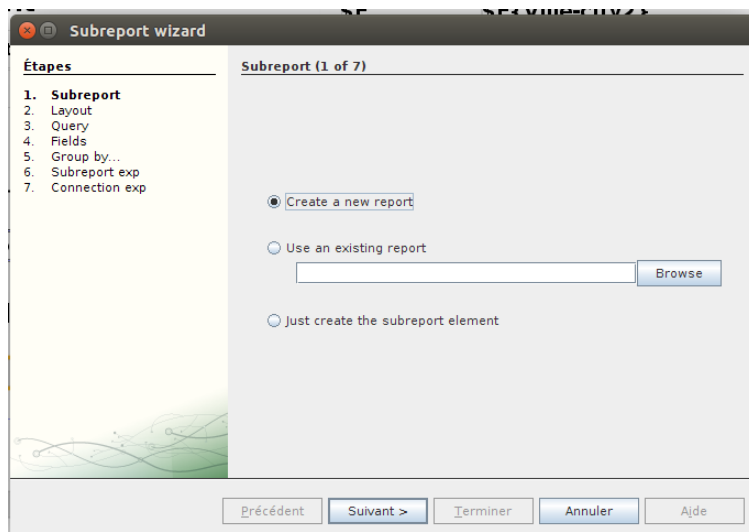 Subreport wizard
Étapes
1. Subreport
2. Layout
3. Query
4. Fields
5. Group by...
6. Subreport exp
7. Connection exp
Subreport (1 of 7)
Create a new report
Use an existing report
Browse
Just create the subreport element
Précédent
Suivant >
Terminer
Annuler
Aide